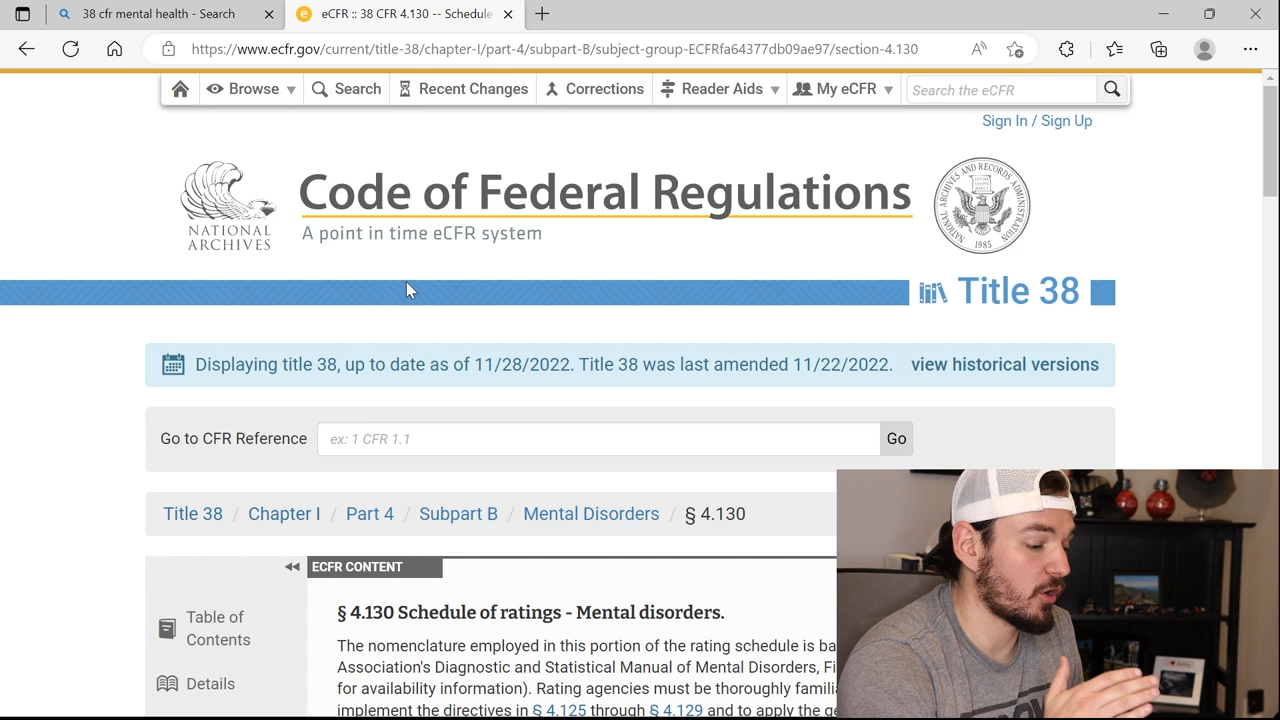 38 cfr mental health - Search
eCFR :: 38 CFR 4.130 -- Schedule
https://www.ecfr.gov/current/title-38/chapter-I/part-4/subpart-B/subject-group-ECFRfa64377db09ae97/section-4.130
Browse Search Recent Changes Corrections Reader Aids My eCFR Search the eCFR
Sign In / Sign Up
NATIONAL ARCHIVES
Code of Federal Regulations
A point in time eCFR system
ARCHIVES AND RECORDS ADMINISTRATION
1985
Title 38
Displaying title 38, up to date as of 11/28/2022. Title 38 was last amended 11/22/2022. view historical versions
Go to CFR Reference ex: 1 CFR 1.1 Go
Title 38 / Chapter I / Part 4 / Subpart B / Mental Disorders / § 4.130
ECFR CONTENT
Table of
Contents
Details
§ 4.130 Schedule of ratings - Mental disorders.
The nomenclature employed in this portion of the rating schedule is ba
Association's Diagnostic and Statistical Manual of Mental Disorders, Fi
for availability information). Rating agencies must be thoroughly famili
implement the directives in § 4.125 through § 4.129 and to apply the ge